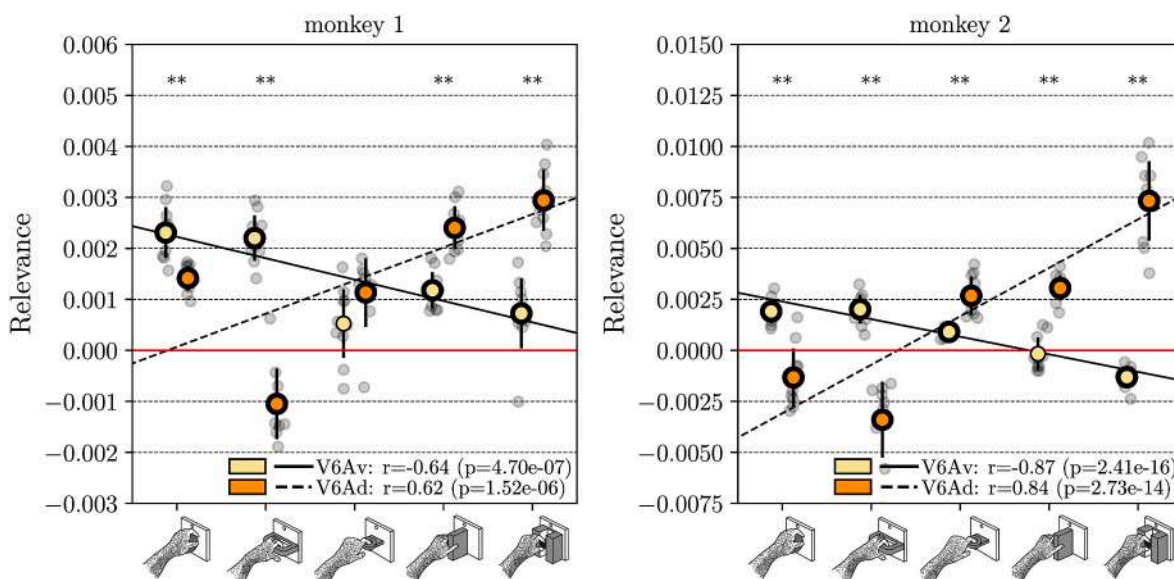 monkey 1
Relevance
0.006
0.005
0.004
0.003
0.002
0.001
0.000
−0.001
−0.002
−0.003
** ** ** **
V6Av: r=-0.64 (p=4.70e-07)
V6Ad: r=0.62 (p=1.52e-06)
monkey 2
Relevance
0.0150
0.0125
0.0100
0.0075
0.0050
0.0025
0.0000
−0.0025
−0.0050
−0.0075
** ** ** ** **
V6Av: r=-0.87 (p=2.41e-16)
V6Ad: r=0.84 (p=2.73e-14)